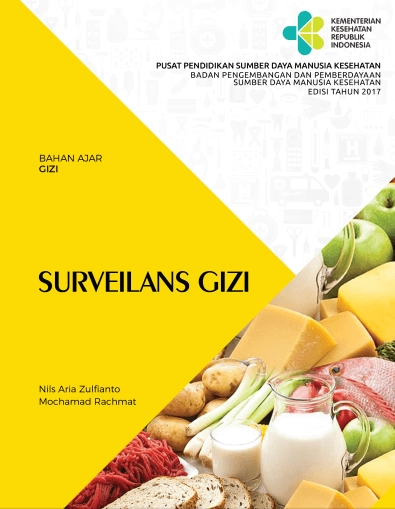 KEMENTERIAN
KESEHATAN
REPUBLIK
INDONESIA
PUSAT PENDIDIKAN SUMBER DAYA MANUSIA KESEHATAN
BADAN PENGEMBANGAN DAN PEMBERDAYAAN
SUMBER DAYA MANUSIA KESEHATAN
EDISI TAHUN 2017
BAHAN AJAR
GIZI
SURVEILANS GIZI
Nils Aria Zulfianto
Mochamad Rachmat